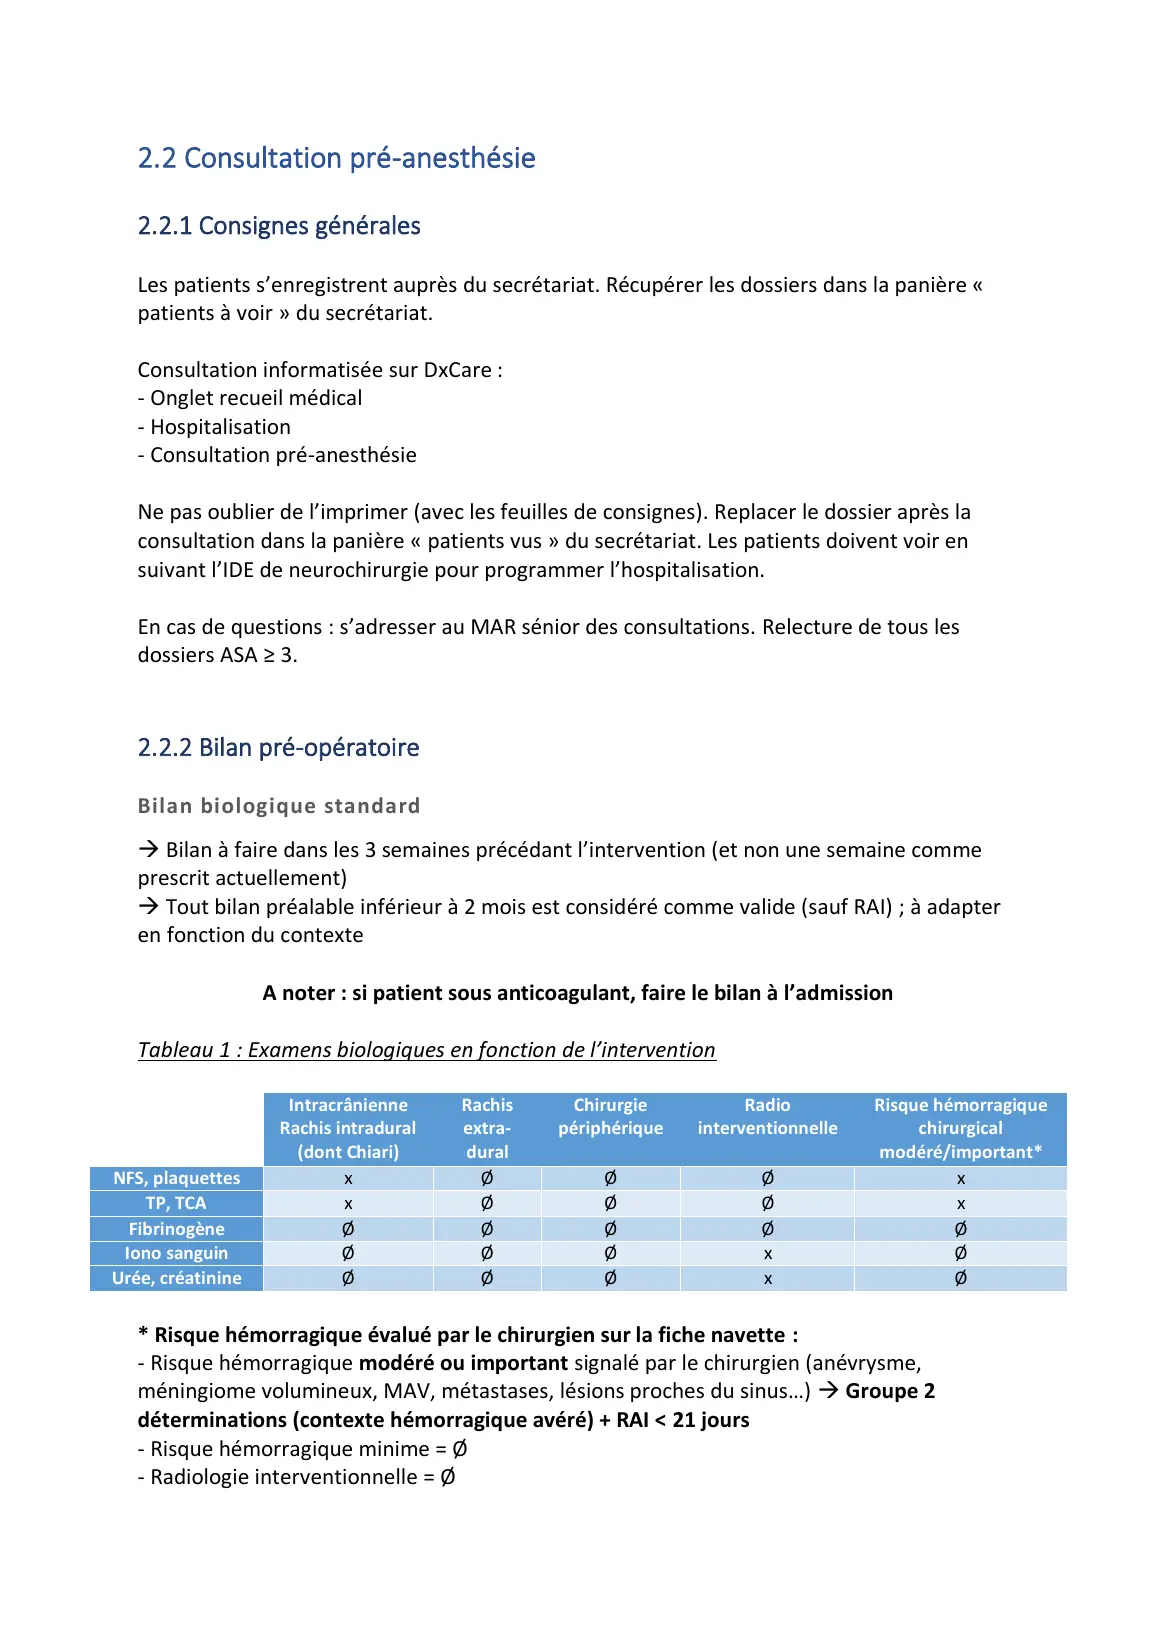 2.2 Consultation pré-anesthésie
2.2.1 Consignes générales
Les patients s’enregistrent auprès du secrétariat. Récupérer les dossiers dans la panière «
patients à voir » du secrétariat.
Consultation informatisée sur DxCare :
- Onglet recueil médical
- Hospitalisation
- Consultation pré-anesthésie
Ne pas oublier de l’imprimer (avec les feuilles de consignes). Replacer le dossier après la
consultation dans la panière « patients vus » du secrétariat. Les patients doivent voir en
suivant l’IDE de neurochirurgie pour programmer l’hospitalisation.
En cas de questions : s’adresser au MAR sénior des consultations. Relecture de tous les
dossiers ASA ≥ 3.
2.2.2 Bilan pré-opératoire
Bilan biologique standard
→ Bilan à faire dans les 3 semaines précédant l’intervention (et non une semaine comme
prescrit actuellement)
→ Tout bilan préalable inférieur à 2 mois est considéré comme valide (sauf RAI) ; à adapter
en fonction du contexte
A noter : si patient sous anticoagulant, faire le bilan à l’admission
Tableau 1 : Examens biologiques en fonction de l’intervention
Intracrânienne Rachis Chirurgie Radio Risque hémorragique
Rachis intradural extra- périphérique interventionnelle chirurgical
(dont Chiari) dural modéré/important*
NFS, plaquettes x Ø Ø Ø x
TP, TCA x Ø Ø Ø x
Fibrinogène Ø Ø Ø Ø Ø
Iono sanguin Ø Ø Ø x Ø
Urée, créatinine Ø Ø Ø x Ø
* Risque hémorragique évalué par le chirurgien sur la fiche navette :
- Risque hémorragique modéré ou important signalé par le chirurgien (anévrysme,
méningiome volumineux, MAV, métastases, lésions proches du sinus…) → Groupe 2
déterminations (contexte hémorragique avéré) + RAI < 21 jours
- Risque hémorragique minime = Ø
- Radiologie interventionnelle = Ø